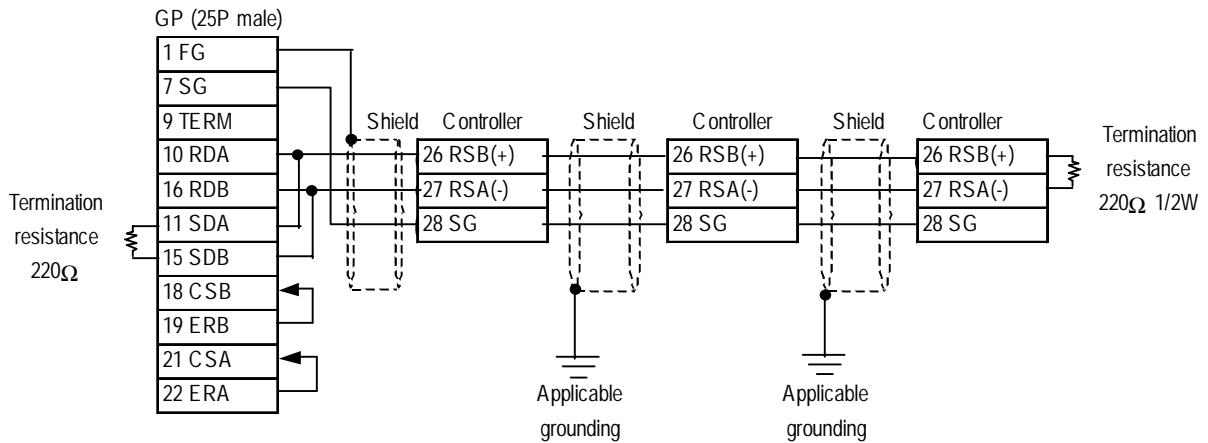 GP (25P male)
1 FG
7 SG
9 TERM
10 RDA
16 RDB
11 SDA
15 SDB
18 CSB
19 ERB
21 CSA
22 ERA
Termination
resistance
220Ω
Shield
Controller
26 RSB(+)
27 RSA(-)
28 SG
Shield
Applicable
grounding
Controller
26 RSB(+)
27 RSA(-)
28 SG
Shield
Applicable
grounding
Controller
26 RSB(+)
27 RSA(-)
28 SG
Termination
resistance
220Ω 1/2W